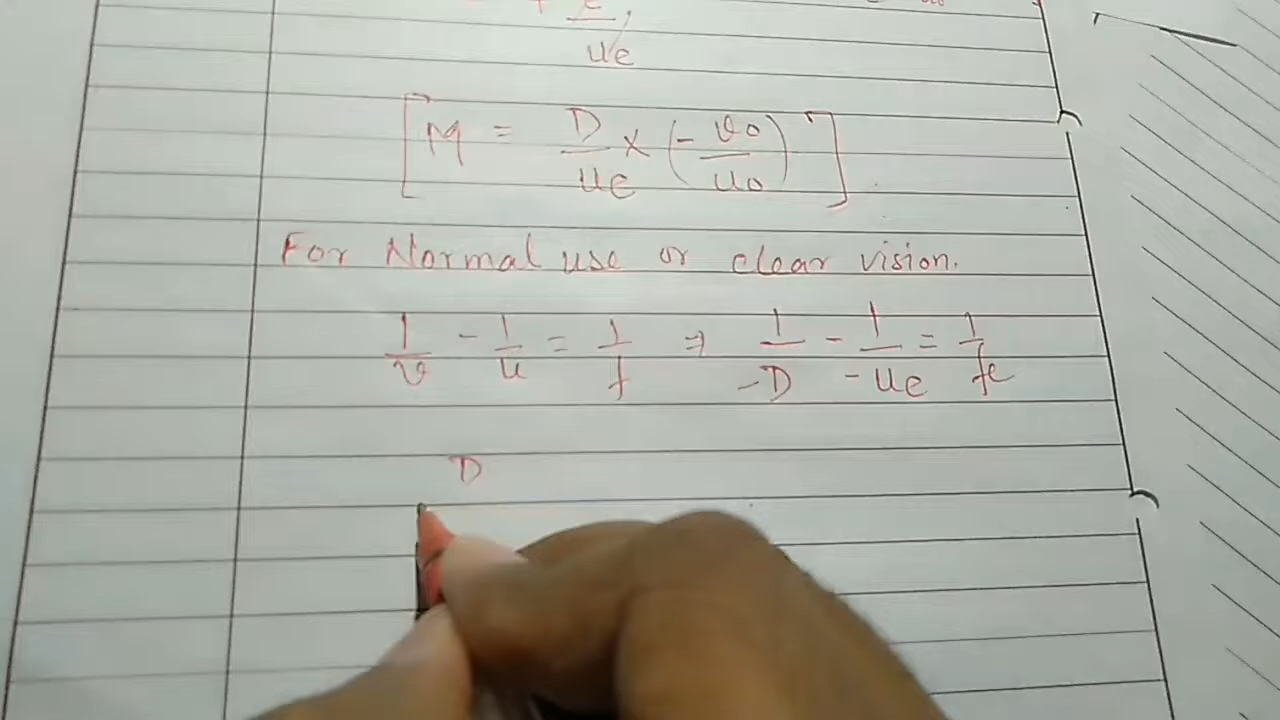 ue
[M = D/ue × (- vo/uo)]
For Normal use or clear vision.
1/v - 1/u = 1/f ⇒ 1/-D - 1/-ue = 1/fe
D